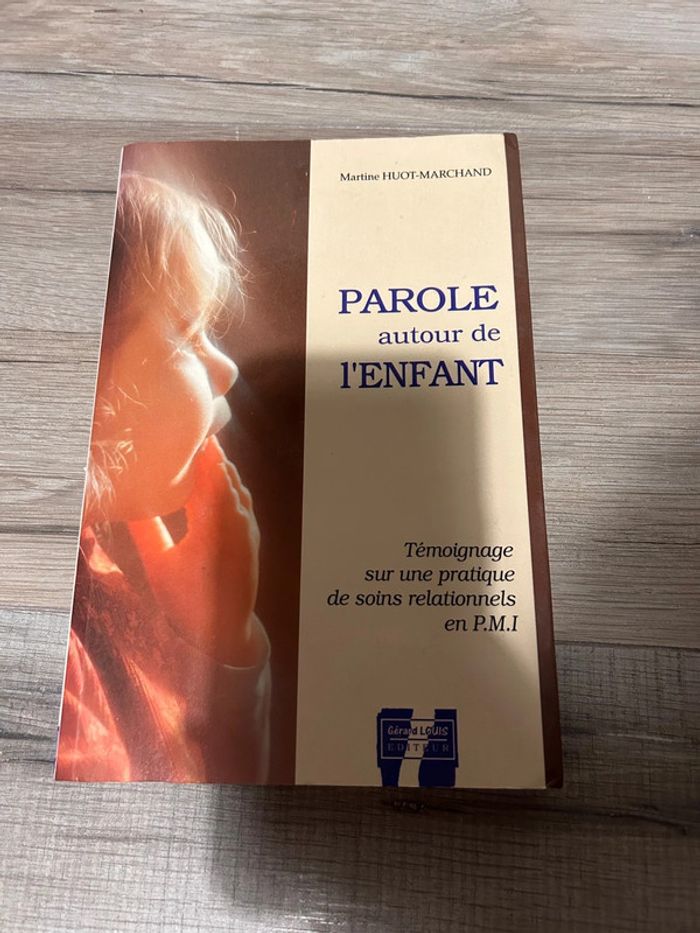 Martine HUOT-MARCHAND
PAROLE
autour de
l'ENFANT
Témoignage
sur une pratique
de soins relationnels
en P.M.I
Gérard LOUIS
EDITEUR